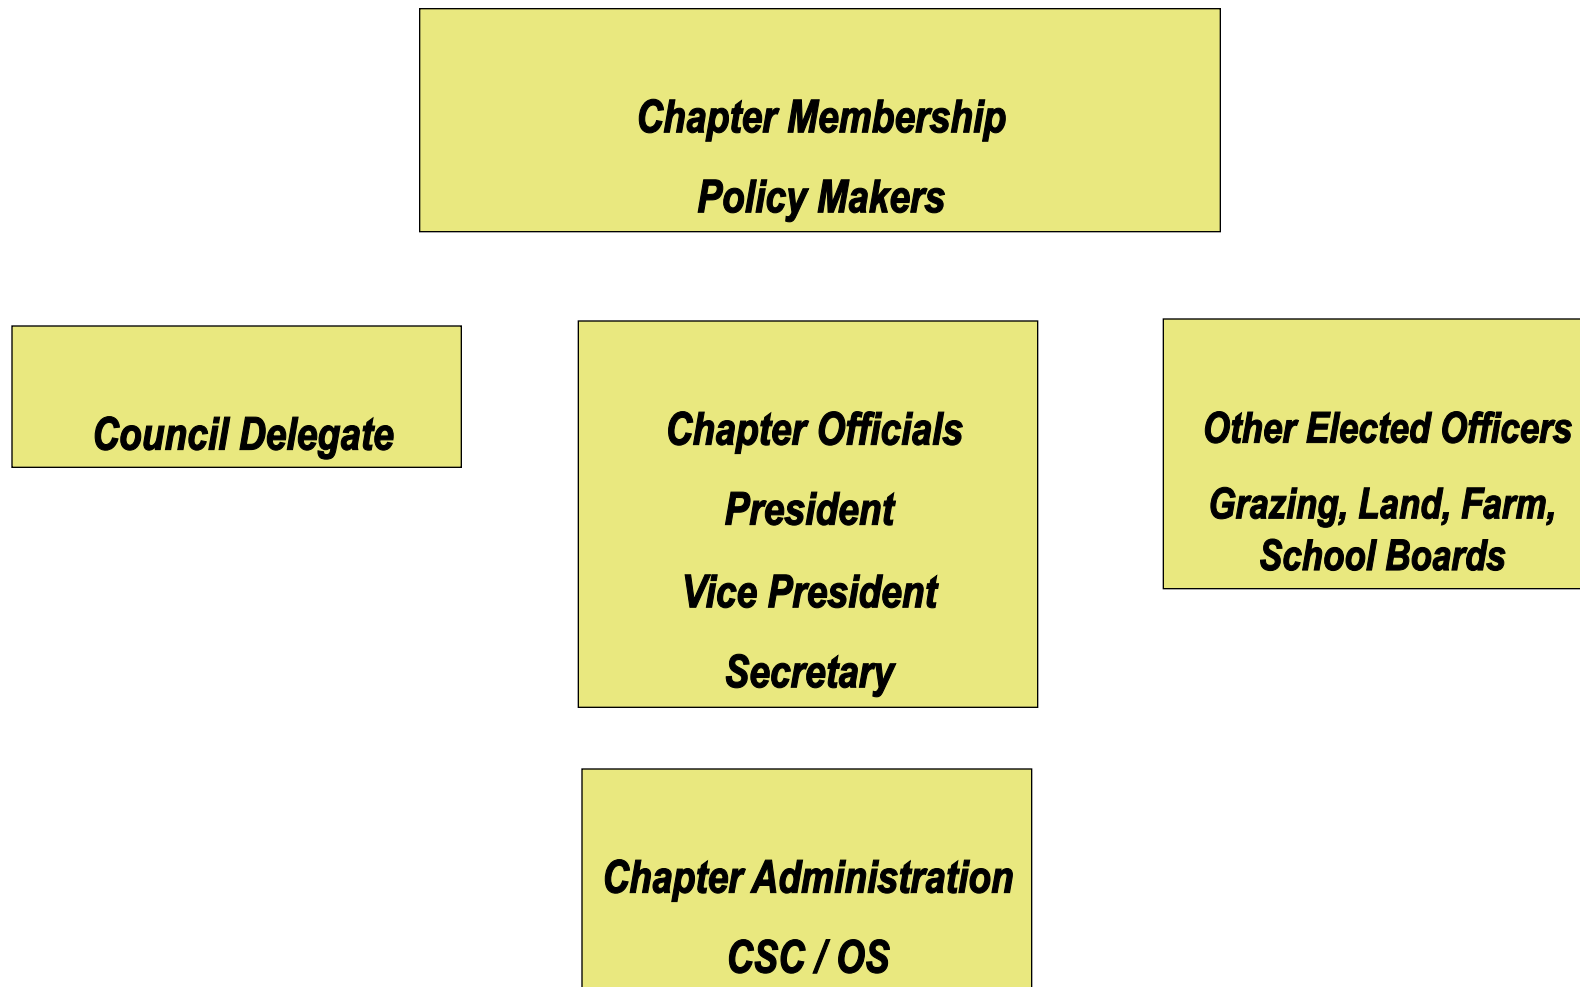 Chapter Membership
Policy Makers
Council Delegate
Chapter Officials
President
Vice President
Secretary
Other Elected Officers
Grazing, Land, Farm,
School Boards
Chapter Administration
CSC / OS